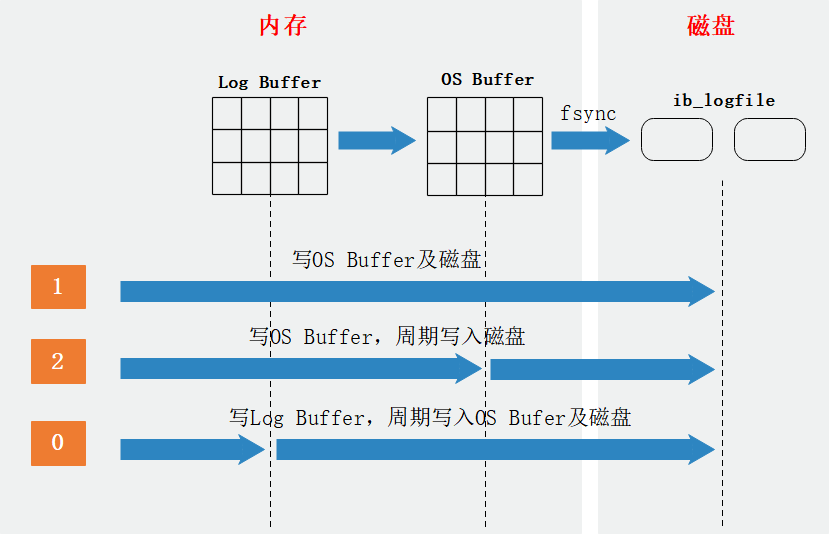 内存
磁盘
Log Buffer
OS Buffer
fsync
ib_logfile
写OS Buffer及磁盘
1
写OS Buffer，周期写入磁盘
2
写Log Buffer，周期写入OS Bufer及磁盘
0